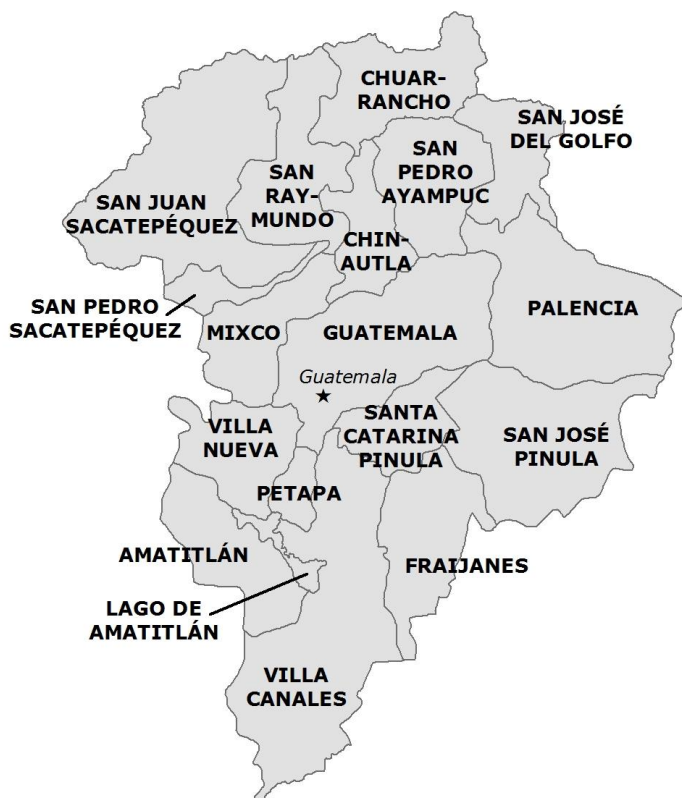 CHUAR-
RANCHO
SAN JOSÉ
DEL GOLFO
SAN
PEDRO
AYAMPUC
SAN
RAY-
MUNDO
SAN JUAN
SACATEPÉQUEZ
CHIN-
AUTLA
SAN PEDRO
SACATEPÉQUEZ
MIXCO
GUATEMALA
PALENCIA
Guatemala
SANTA
CATARINA
PINULA
VILLA
NUEVA
SAN JOSÉ
PINULA
PETAPA
AMATITLÁN
FRAIJANES
LAGO DE
AMATITLÁN
VILLA
CANALES